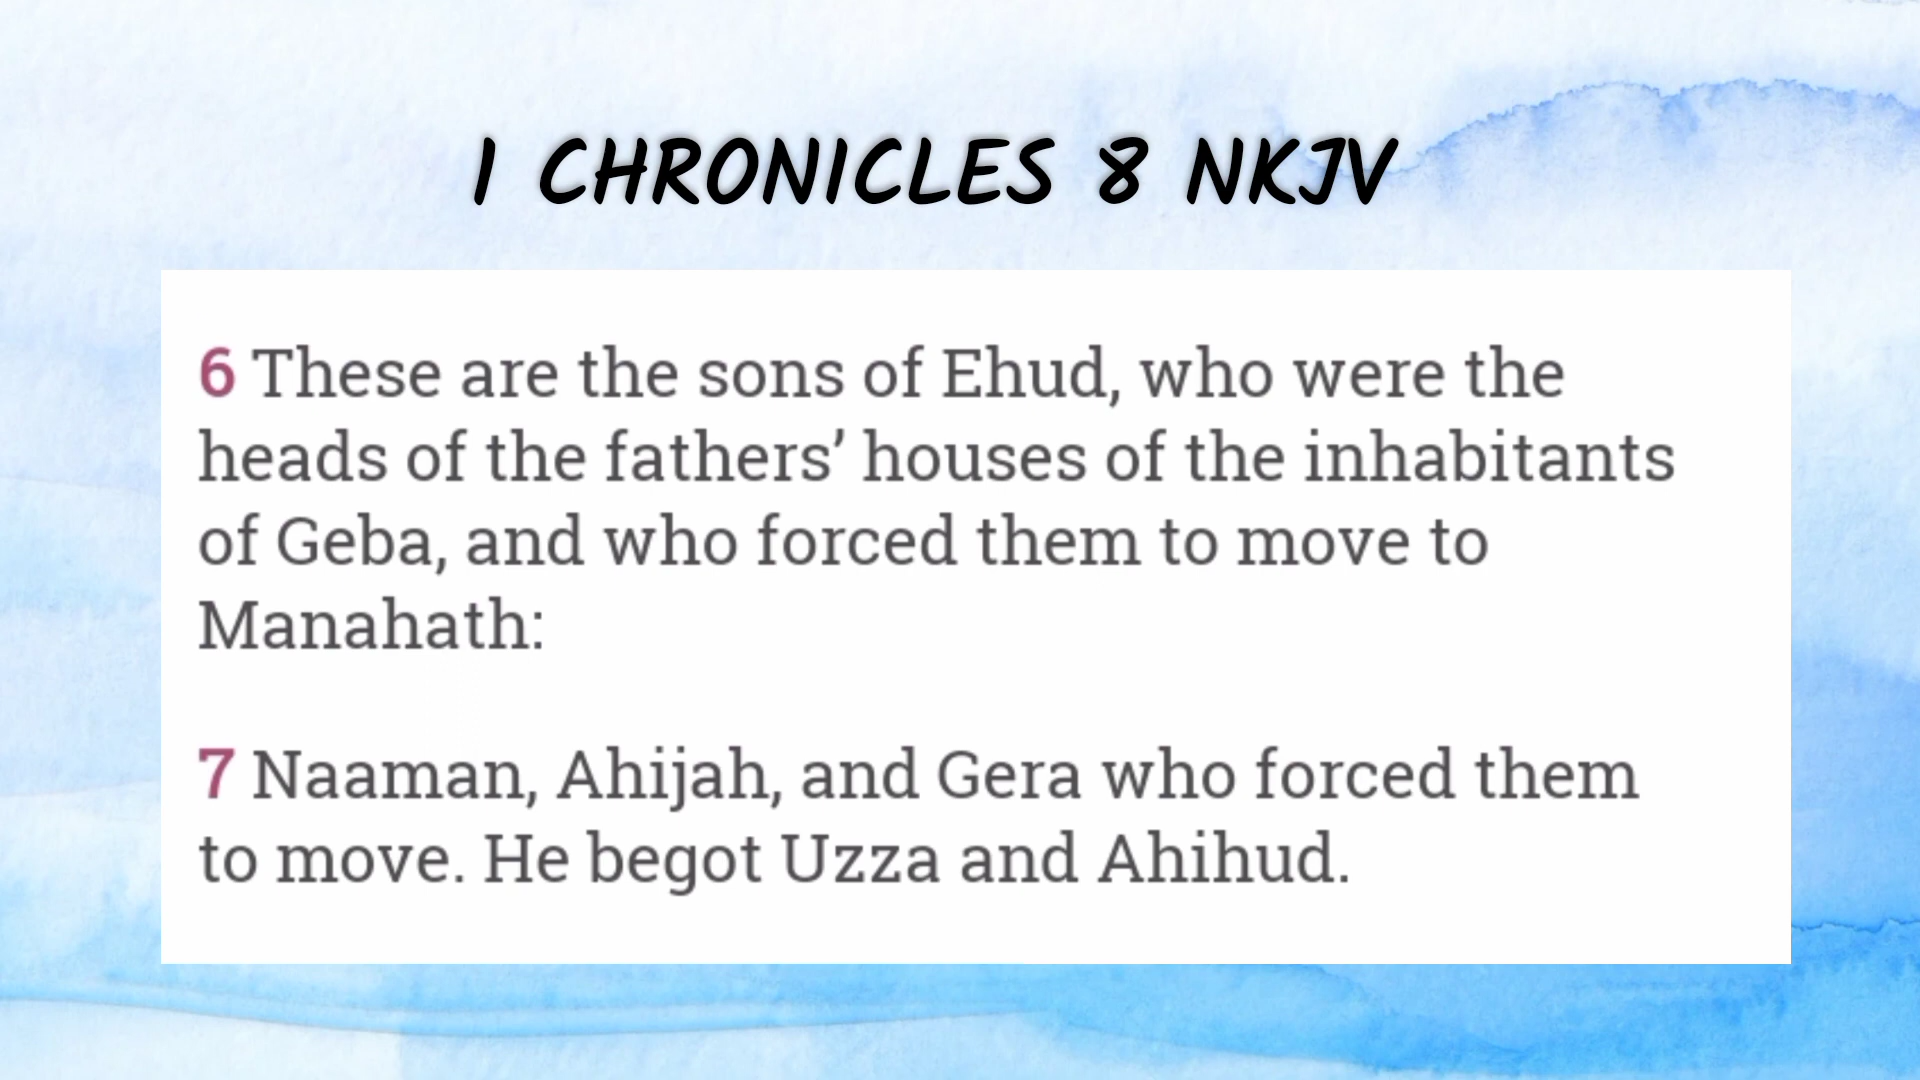 1 CHRONICLES 8 NKJV
6 These are the sons of Ehud, who were the
heads of the fathers’ houses of the inhabitants
of Geba, and who forced them to move to
Manahath:
7 Naaman, Ahijah, and Gera who forced them
to move. He begot Uzza and Ahihud.